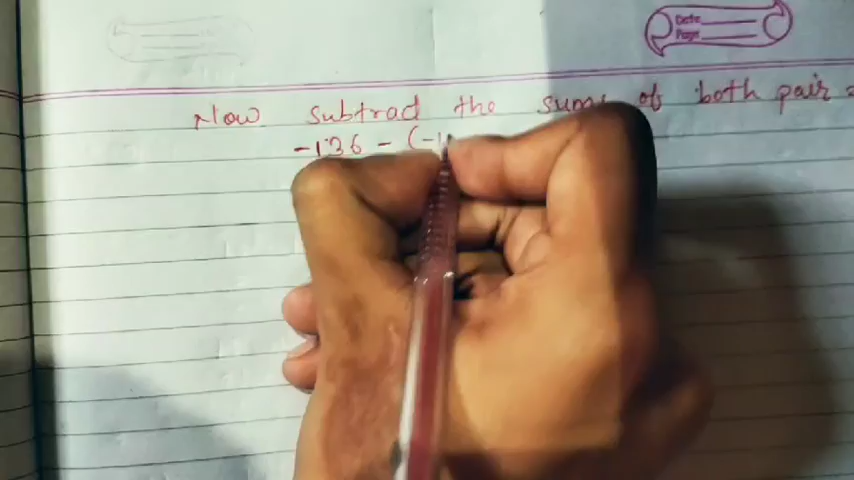 Date
Page
Now subtract the sums of both pair
-136 - (-1